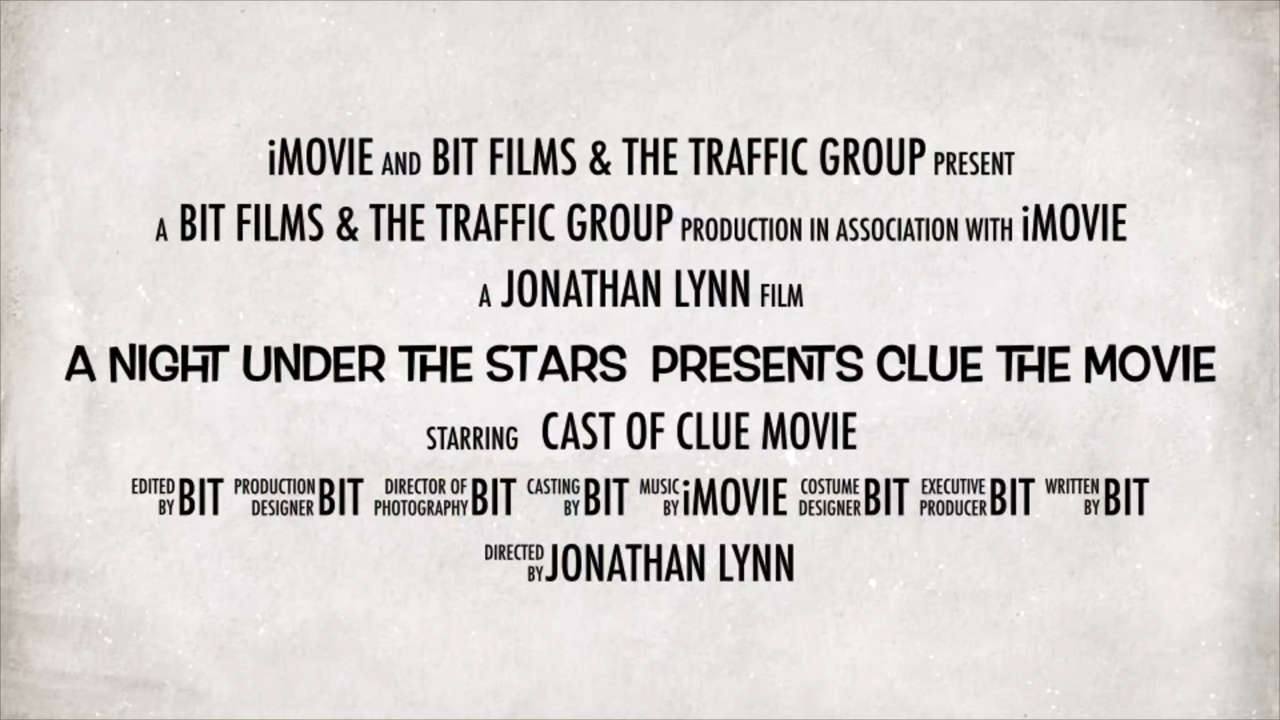 iMOVIE AND BIT FILMS & THE TRAFFIC GROUP PRESENT
A BIT FILMS & THE TRAFFIC GROUP PRODUCTION IN ASSOCIATION WITH iMOVIE
A JONATHAN LYNN FILM
A NIGHT UNDER THE STARS PRESENTS CLUE THE MOVIE
STARRING CAST OF CLUE MOVIE
EDITED BY BIT PRODUCTION DESIGNER BIT DIRECTOR OF PHOTOGRAPHY BIT CASTING BY BIT MUSIC BY iMOVIE COSTUME DESIGNER BIT EXECUTIVE PRODUCER BIT WRITTEN BY BIT
DIRECTED BY JONATHAN LYNN